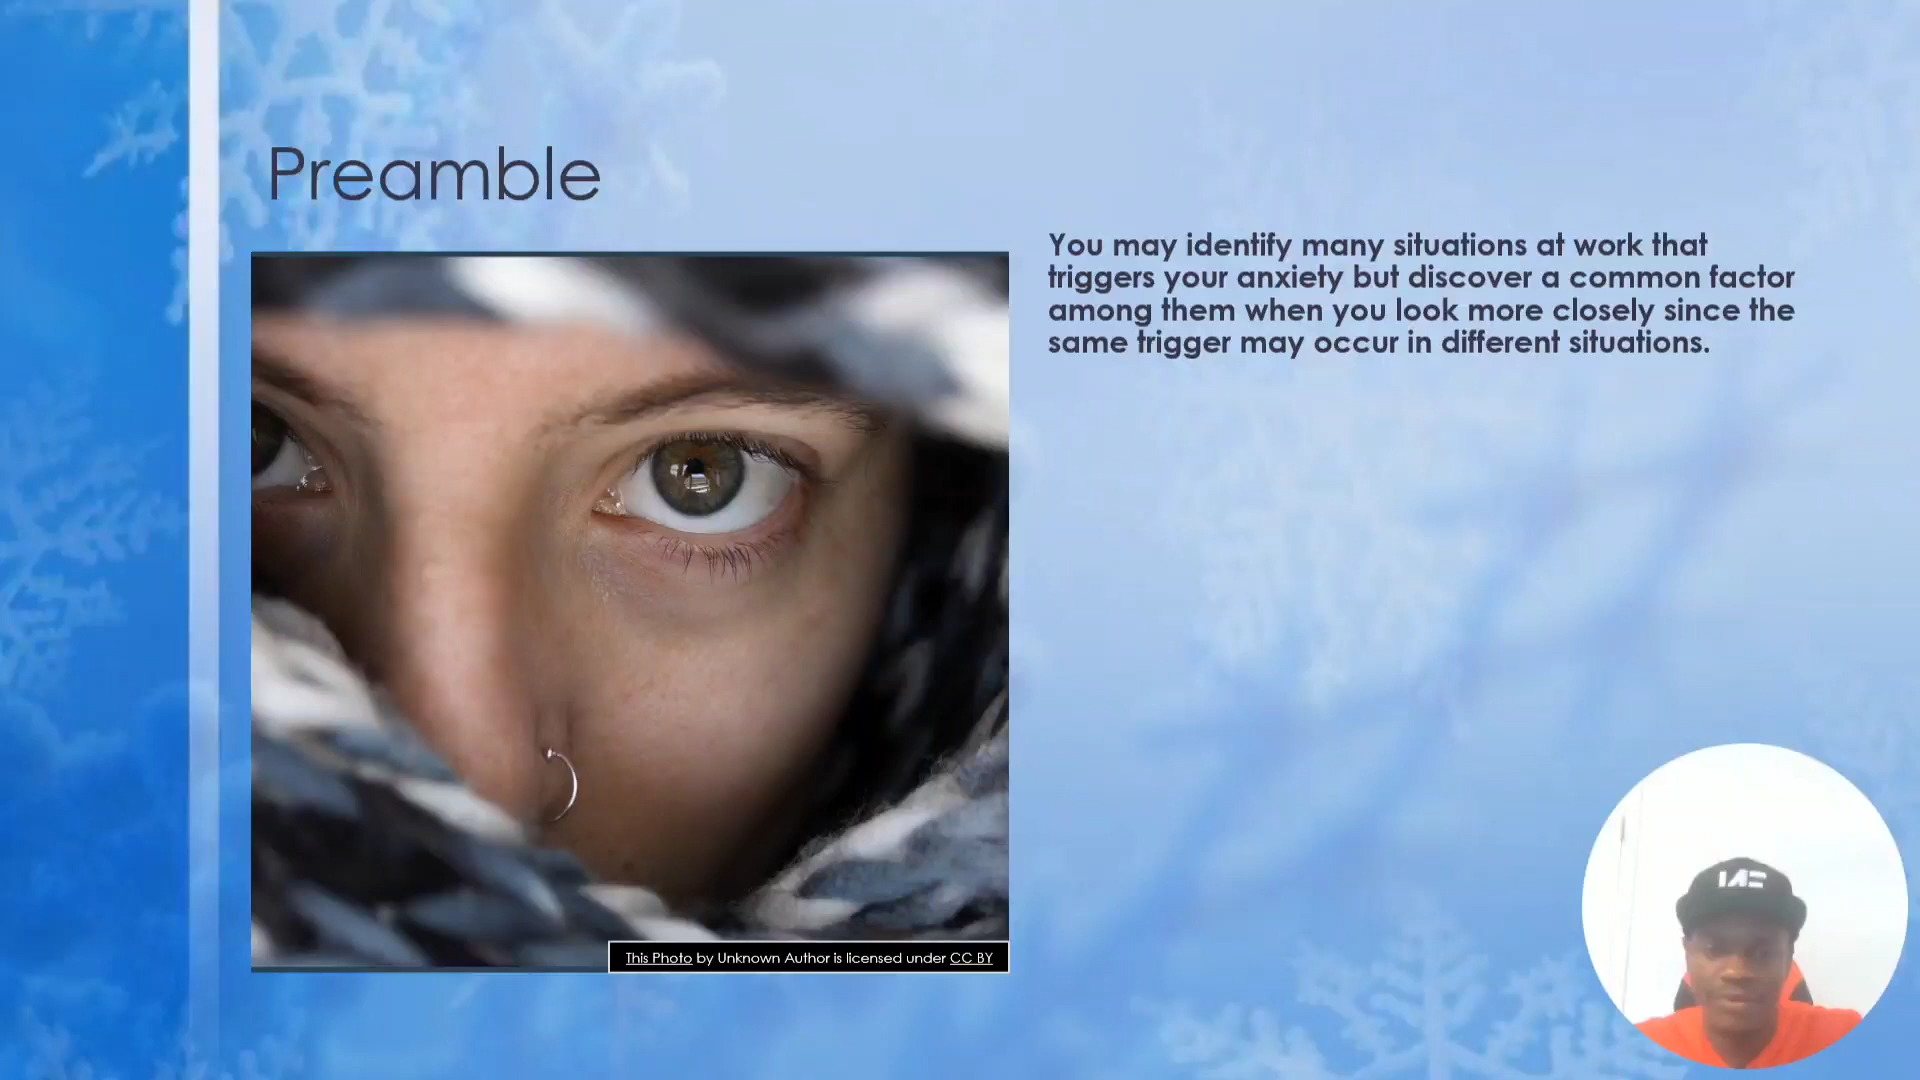 Preamble
You may identify many situations at work that
triggers your anxiety but discover a common factor
among them when you look more closely since the
same trigger may occur in different situations.
This Photo by Unknown Author is licensed under CC BY